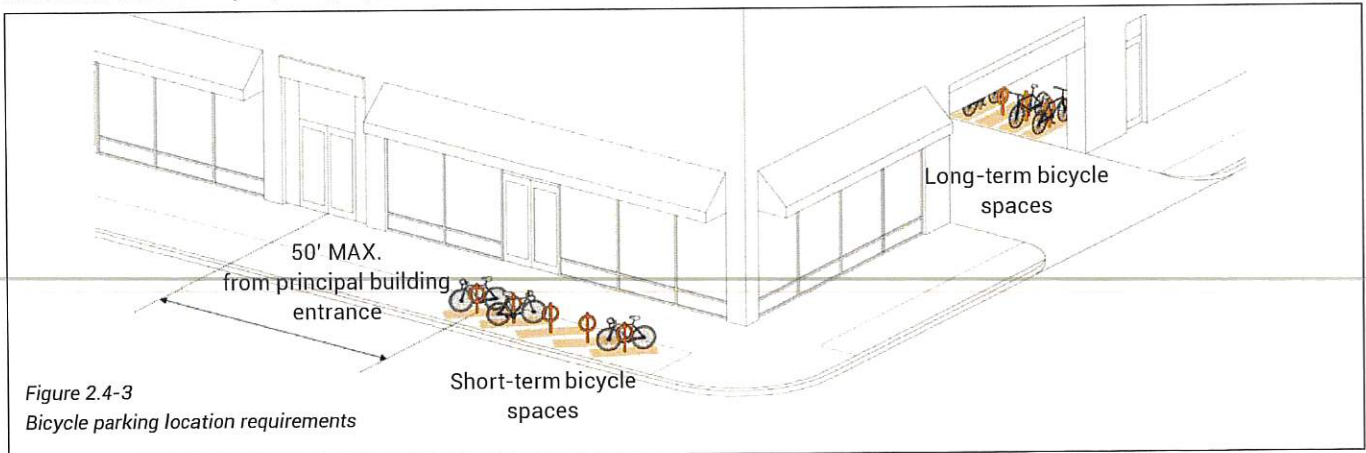 Long-term bicycle
spaces
50' MAX.
from principal building
entrance
Short-term bicycle
spaces
Figure 2.4-3
Bicycle parking location requirements